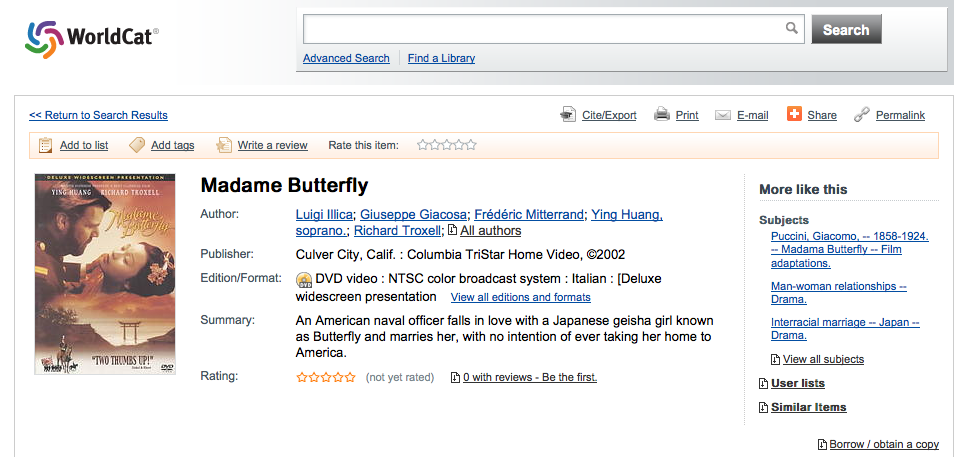 WorldCat®
Search
Advanced Search
Find a Library
<< Return to Search Results
Cite/Export
Print
E-mail
Share
Permalink
Add to list
Add tags
Write a review
Rate this item:
DELUXE WIDESCREEN PRESENTATION
YING HUANG RICHARD TROXELL
Madame
Butterfly
"TWO THUMBS UP!"
DVD
Madame Butterfly
Author:
Luigi Illica; Giuseppe Giacosa; Frédéric Mitterrand; Ying Huang,
soprano.; Richard Troxell; All authors
Publisher:
Culver City, Calif. : Columbia TriStar Home Video, ©2002
Edition/Format:
DVD video : NTSC color broadcast system : Italian : [Deluxe
widescreen presentation View all editions and formats
Summary:
An American naval officer falls in love with a Japanese geisha girl known
as Butterfly and marries her, with no intention of ever taking her home to
America.
Rating:
(not yet rated)
0 with reviews - Be the first.
More like this
Subjects
Puccini, Giacomo, -- 1858-1924.
-- Madama Butterfly -- Film
adaptations.
Man-woman relationships --
Drama.
Interracial marriage -- Japan --
Drama.
View all subjects
User lists
Similar Items
Borrow / obtain a copy